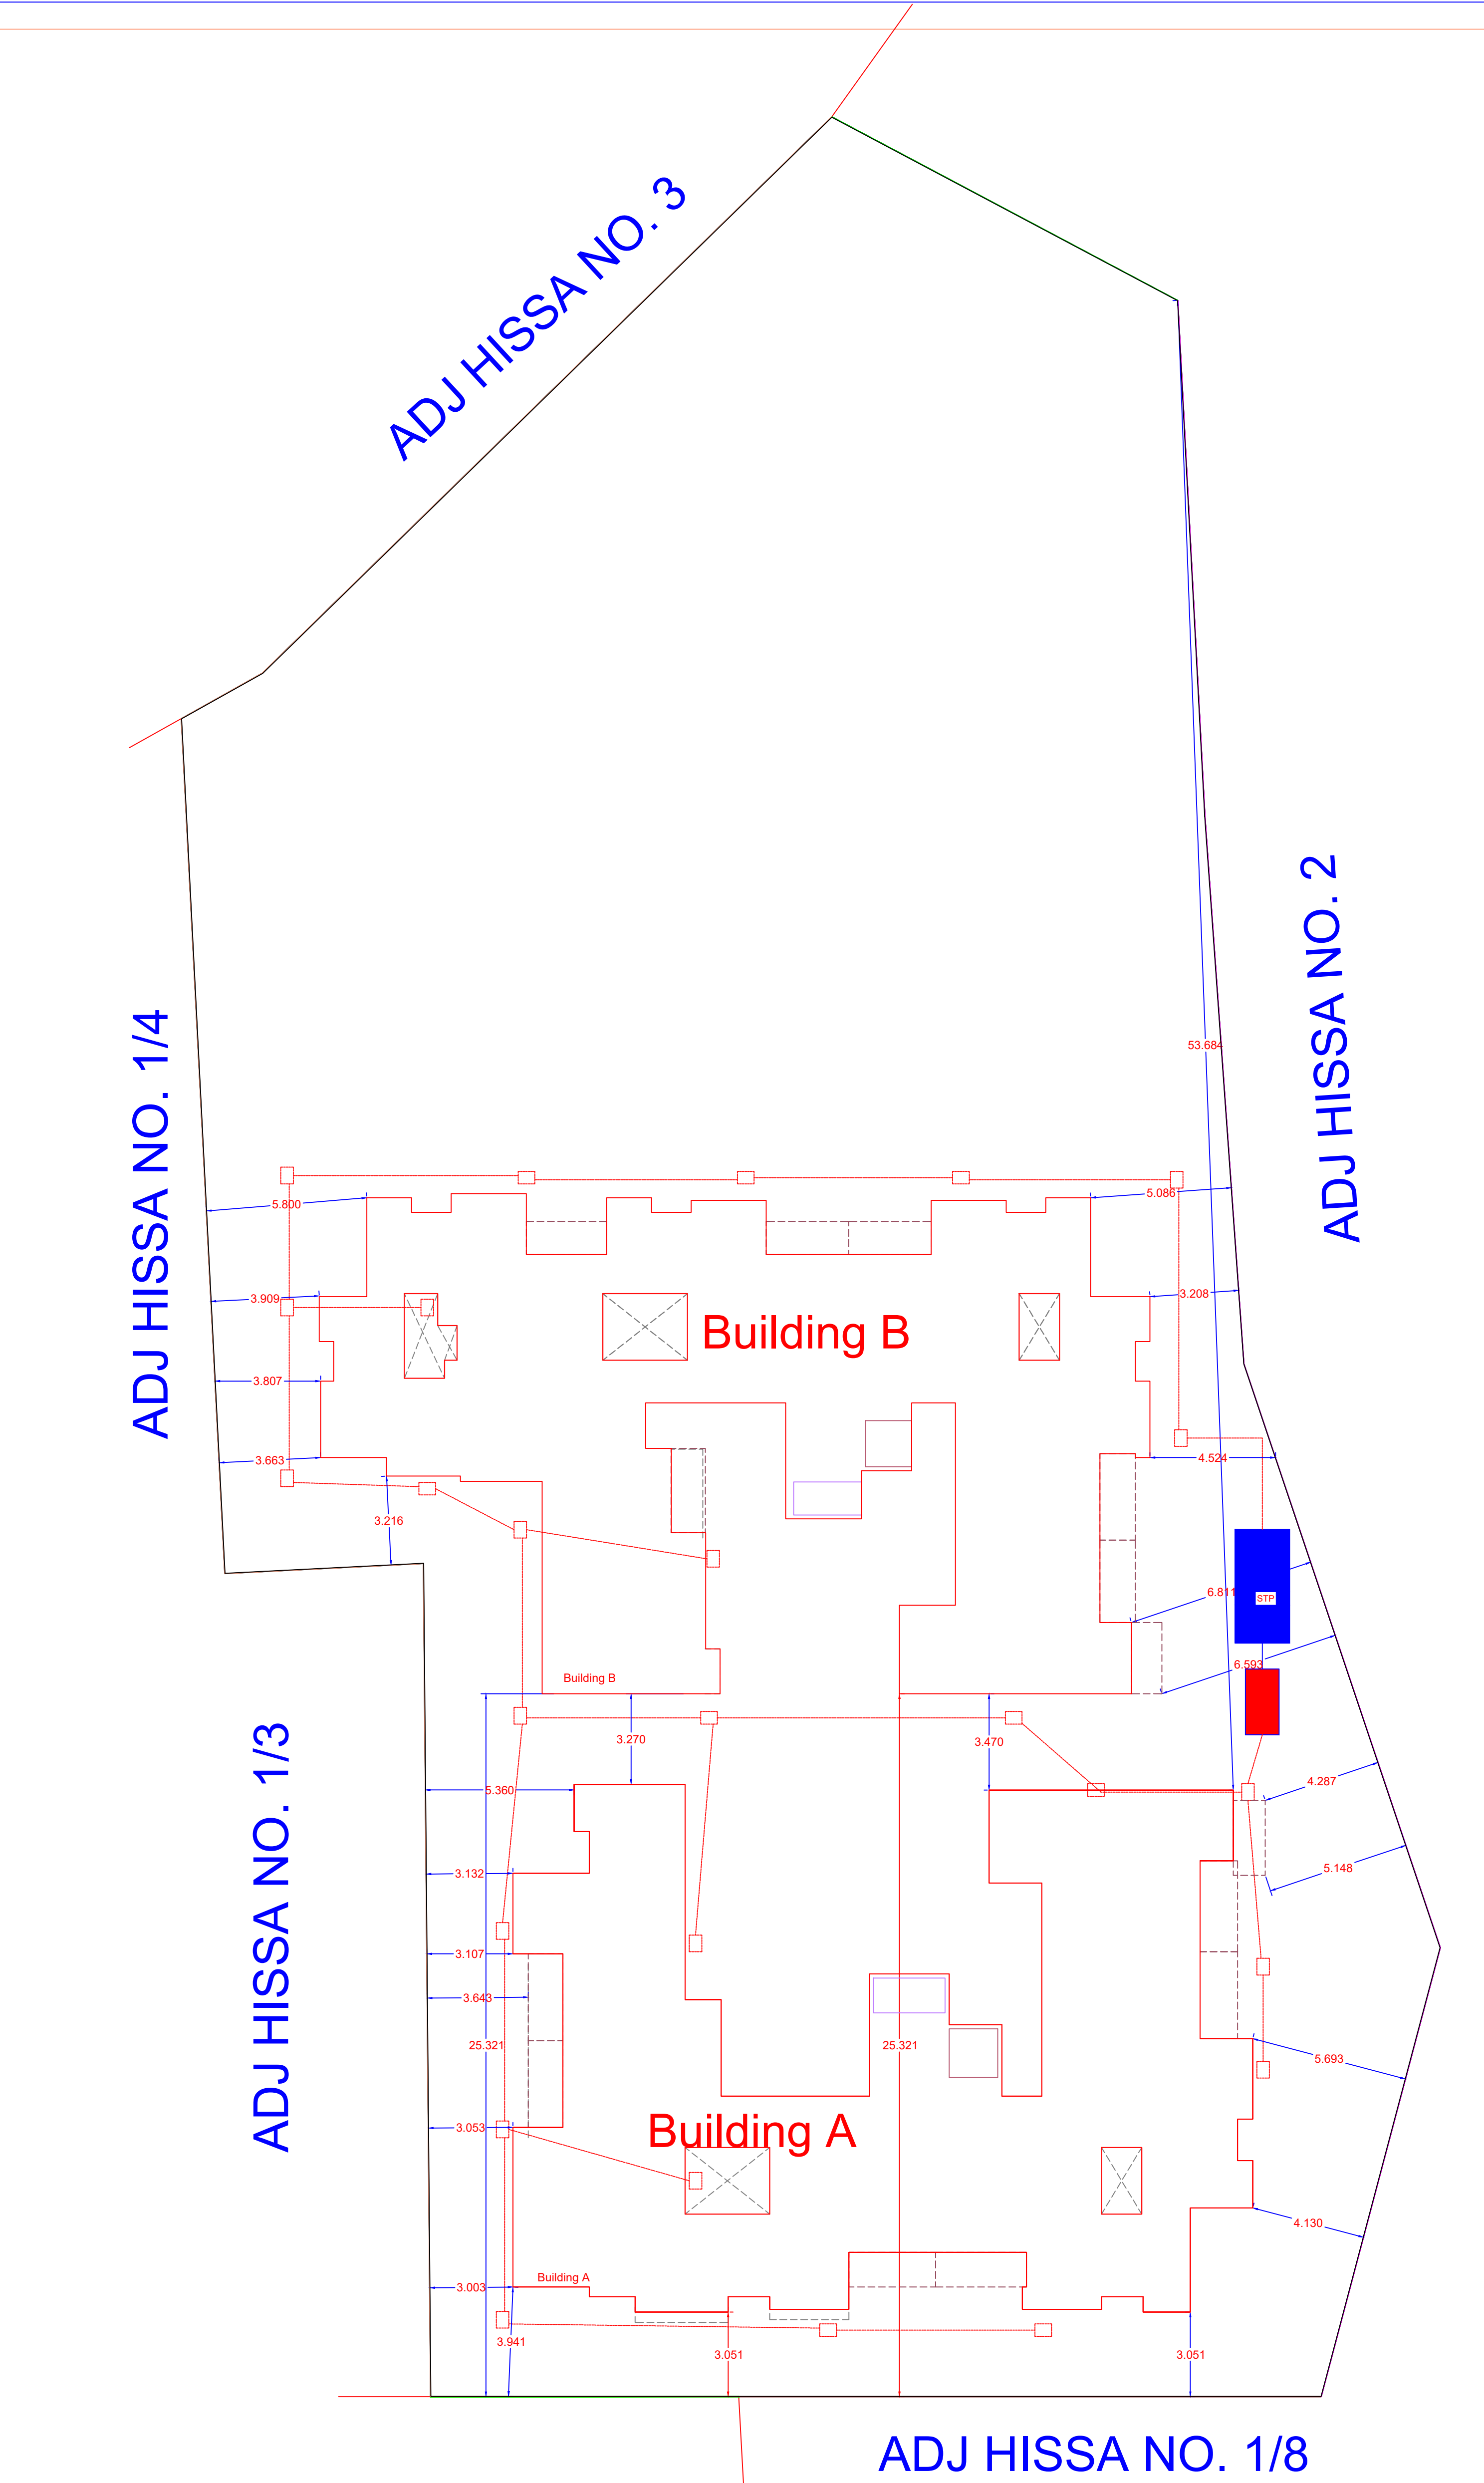 ADJ HISSA NO. 3
ADJ HISSA NO. 2
ADJ HISSA NO. 1/4
53.684
5.800
5.086
3.909
3.208
Building B
3.807
3.663
4.524
3.216
6.811
STP
6.593
Building B
3.270
3.470
ADJ HISSA NO. 1/3
5.360
4.287
3.132
5.148
3.107
3.643
25.321
25.321
5.693
3.053
Building A
4.130
Building A
3.003
3.941
3.051
3.051
ADJ HISSA NO. 1/8